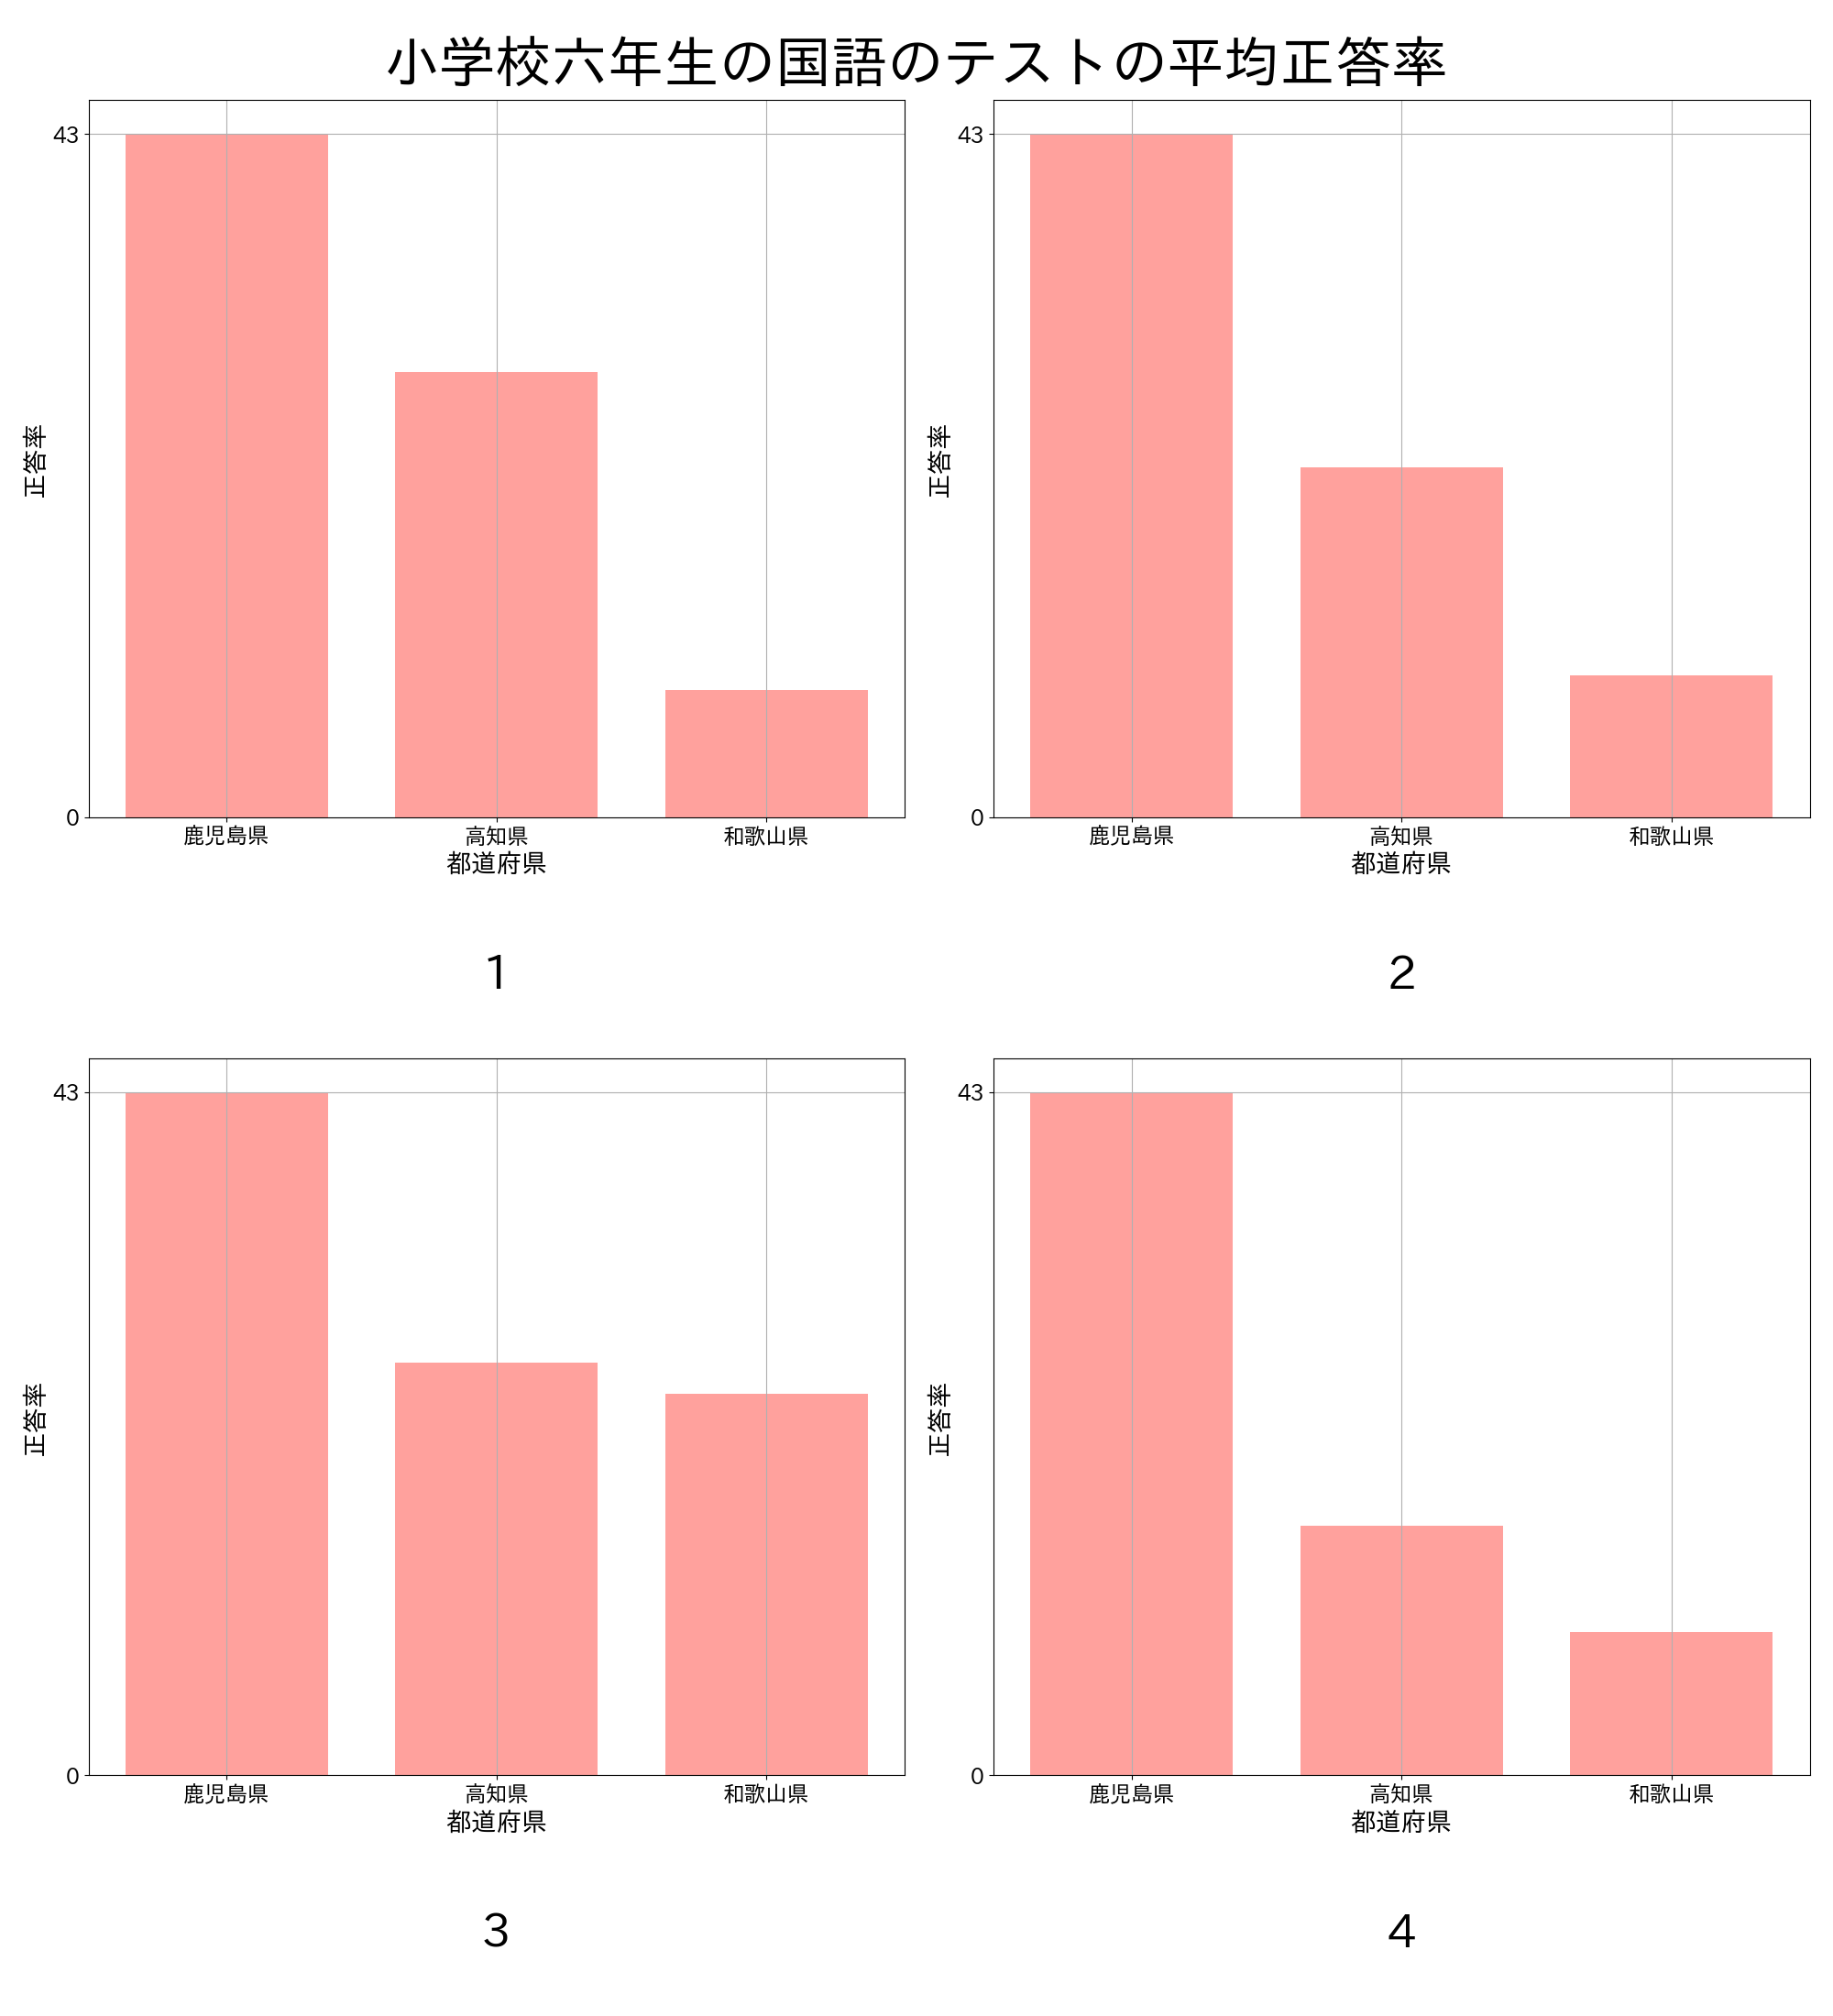 小学校六年生の国語のテストの平均正答率
43
正答率
0
鹿児島県 高知県 和歌山県
都道府県
1
43
正答率
0
鹿児島県 高知県 和歌山県
都道府県
2
43
正答率
0
鹿児島県 高知県 和歌山県
都道府県
3
43
正答率
0
鹿児島県 高知県 和歌山県
都道府県
4